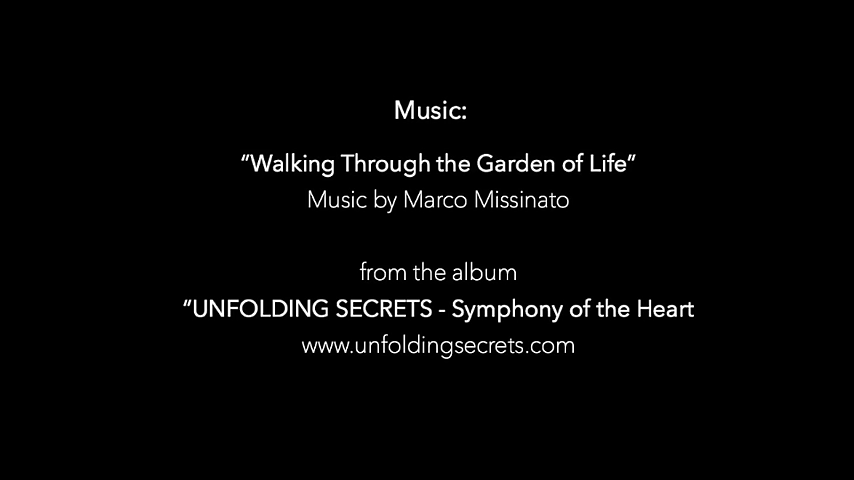 Music:
“Walking Through the Garden of Life”
Music by Marco Missinato
from the album
“UNFOLDING SECRETS - Symphony of the Heart
www.unfoldingsecrets.com